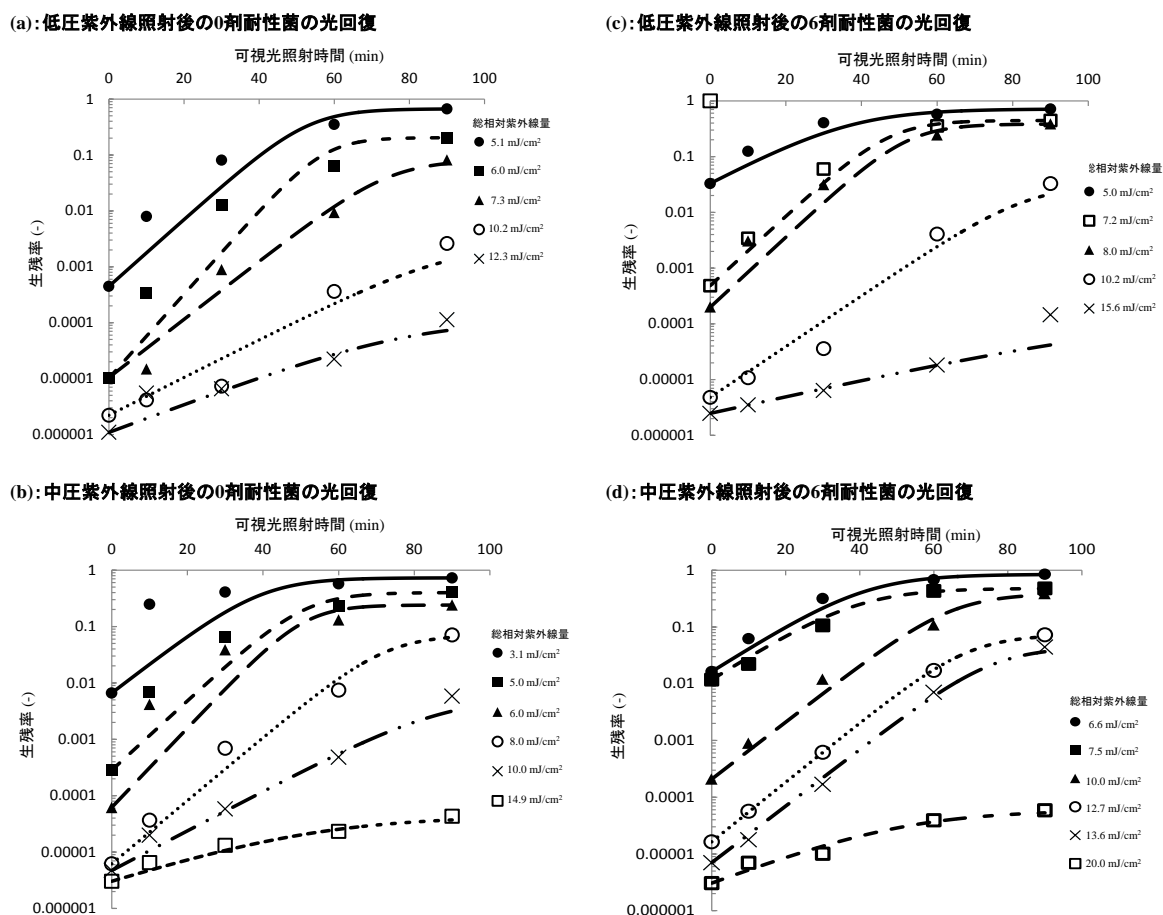 (a):低圧紫外線照射後の0剤耐性菌の光回復
可視光照射時間 (min)
0 20 40 60 80 100
1
0.1
0.01
0.001
0.0001
0.00001
0.000001
生残率 (-)
総相対紫外線量
5.1 mJ/cm²
6.0 mJ/cm²
7.3 mJ/cm²
10.2 mJ/cm²
12.3 mJ/cm²
(c):低圧紫外線照射後の6剤耐性菌の光回復
可視光照射時間 (min)
0 20 40 60 80 100
1
0.1
0.01
0.001
0.0001
0.00001
0.000001
生残率 (-)
総相対紫外線量
5.0 mJ/cm²
7.2 mJ/cm²
8.0 mJ/cm²
10.2 mJ/cm²
15.6 mJ/cm²
(b):中圧紫外線照射後の0剤耐性菌の光回復
可視光照射時間 (min)
0 20 40 60 80 100
1
0.1
0.01
0.001
0.0001
0.00001
0.000001
生残率 (-)
総相対紫外線量
3.1 mJ/cm²
5.0 mJ/cm²
6.0 mJ/cm²
8.0 mJ/cm²
10.0 mJ/cm²
14.9 mJ/cm²
(d):中圧紫外線照射後の6剤耐性菌の光回復
可視光照射時間 (min)
0 20 40 60 80 100
1
0.1
0.01
0.001
0.0001
0.00001
0.000001
生残率 (-)
総相対紫外線量
6.6 mJ/cm²
7.5 mJ/cm²
10.0 mJ/cm²
12.7 mJ/cm²
13.6 mJ/cm²
20.0 mJ/cm²